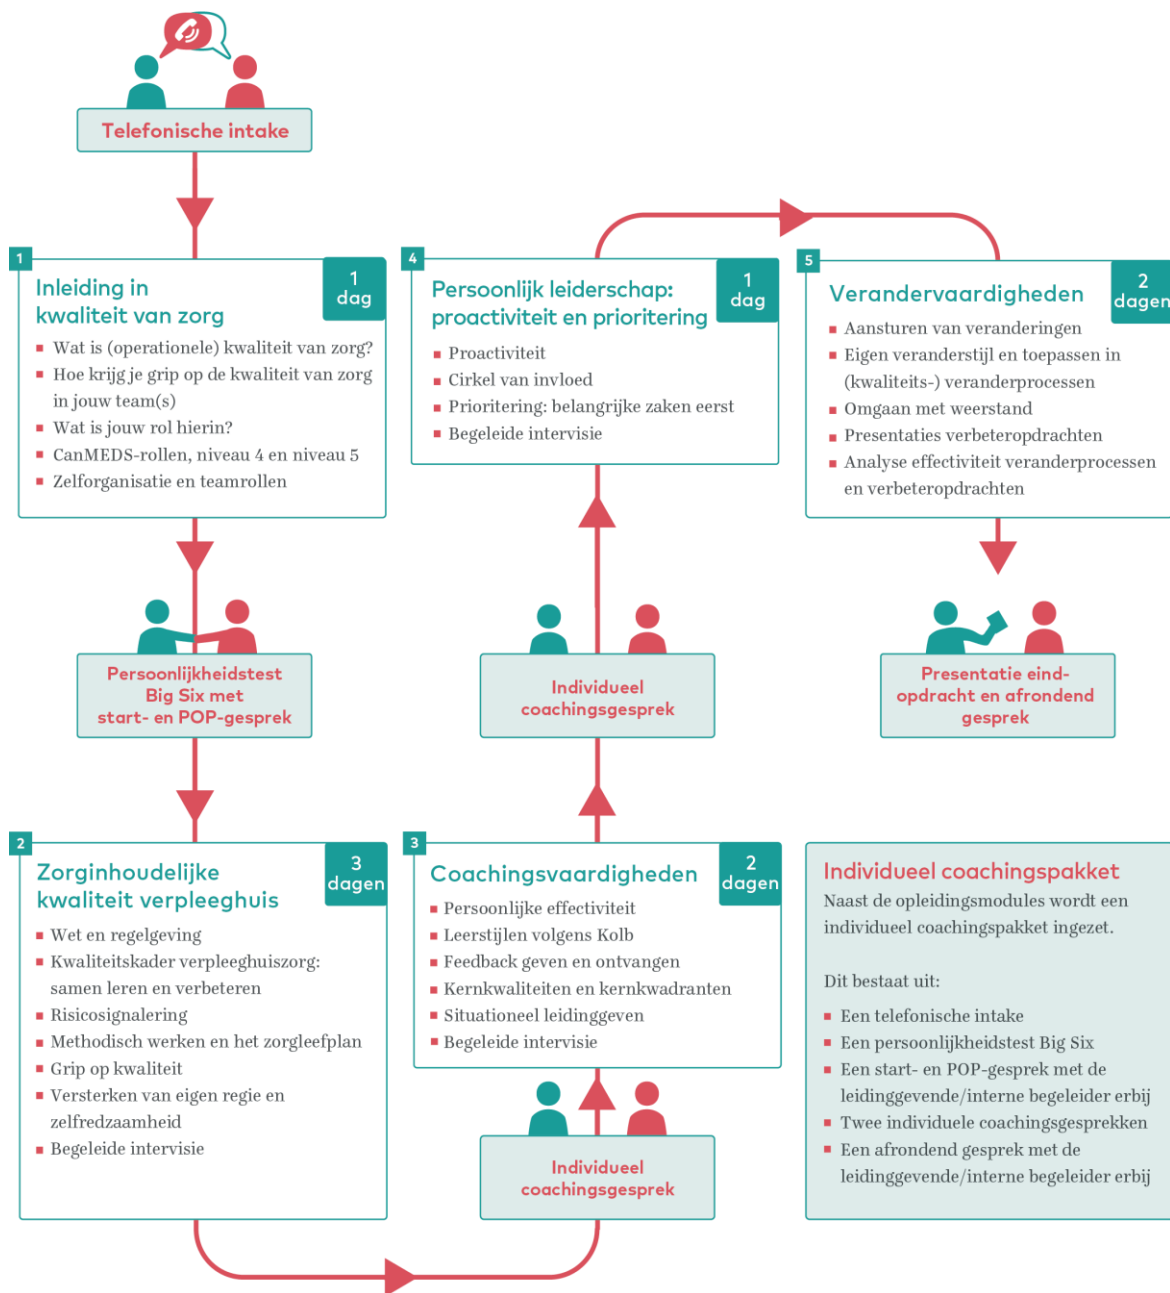 Telefonische intake
1
Inleiding in
kwaliteit van zorg
1
dag
Wat is (operationele) kwaliteit van zorg?
Hoe krijg je grip op de kwaliteit van zorg
in jouw team(s)
Wat is jouw rol hierin?
CanMEDS-rollen, niveau 4 en niveau 5
Zelforganisatie en teamrollen
Persoonlijkheidstest
Big Six met
start- en POP-gesprek
2
Zorginhoudelijke
kwaliteit verpleeghuis
3
dagen
Wet en regelgeving
Kwaliteitskader verpleeghuiszorg:
samen leren en verbeteren
Risicosignalering
Methodisch werken en het zorgleefplan
Grip op kwaliteit
Versterken van eigen regie en
zelfredzaamheid
Begeleide intervisie
Individueel
coachingsgesprek
3
Coachingsvaardigheden
2
dagen
Persoonlijke effectiviteit
Leerstijlen volgens Kolb
Feedback geven en ontvangen
Kernkwaliteiten en kernkwadranten
Situationeel leidinggeven
Begeleide intervisie
Individueel
coachingsgesprek
4
Persoonlijk leiderschap:
proactiviteit en prioritering
1
dag
Proactiviteit
Cirkel van invloed
Prioritering: belangrijke zaken eerst
Begeleide intervisie
5
Verandervaardigheden
2
dagen
Aansturen van veranderingen
Eigen veranderstijl en toepassen in
(kwaliteits-) veranderprocessen
Omgaan met weerstand
Presentaties verbeteropdrachten
Analyse effectiviteit veranderprocessen
en verbeteropdrachten
Presentatie eind-
opdracht en afrondend
gesprek
Individueel coachingspakket
Naast de opleidingsmodules wordt een
individueel coachingspakket ingezet.
Dit bestaat uit:
Een telefonische intake
Een persoonlijkheidstest Big Six
Een start- en POP-gesprek met de
leidinggevende/interne begeleider erbij
Twee individuele coachingsgesprekken
Een afrondend gesprek met de
leidinggevende/interne begeleider erbij